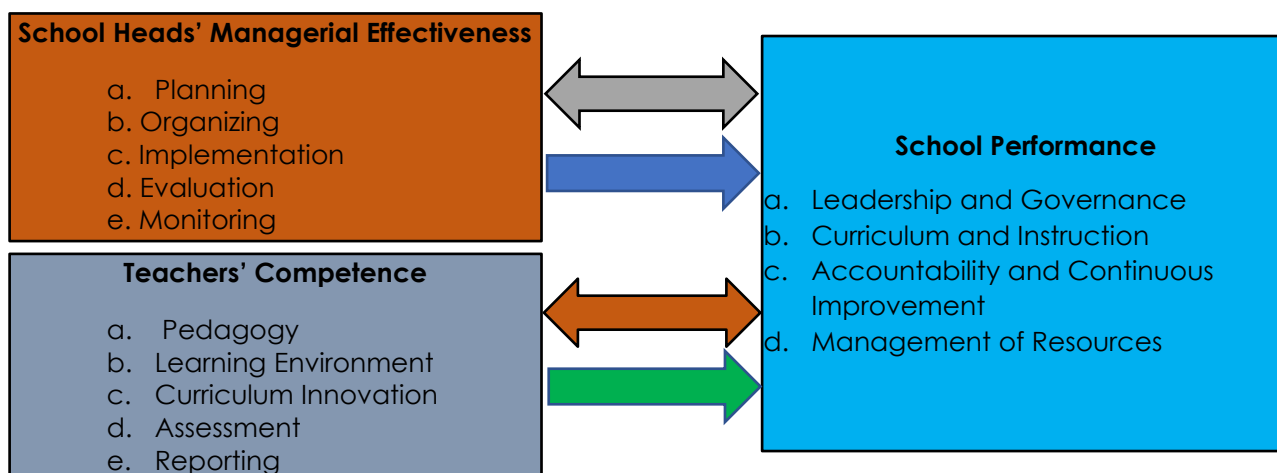 School Heads’ Managerial Effectiveness
a. Planning
b. Organizing
c. Implementation
d. Evaluation
e. Monitoring
Teachers’ Competence
a. Pedagogy
b. Learning Environment
c. Curriculum Innovation
d. Assessment
e. Reporting
School Performance
a. Leadership and Governance
b. Curriculum and Instruction
c. Accountability and Continuous
Improvement
d. Management of Resources